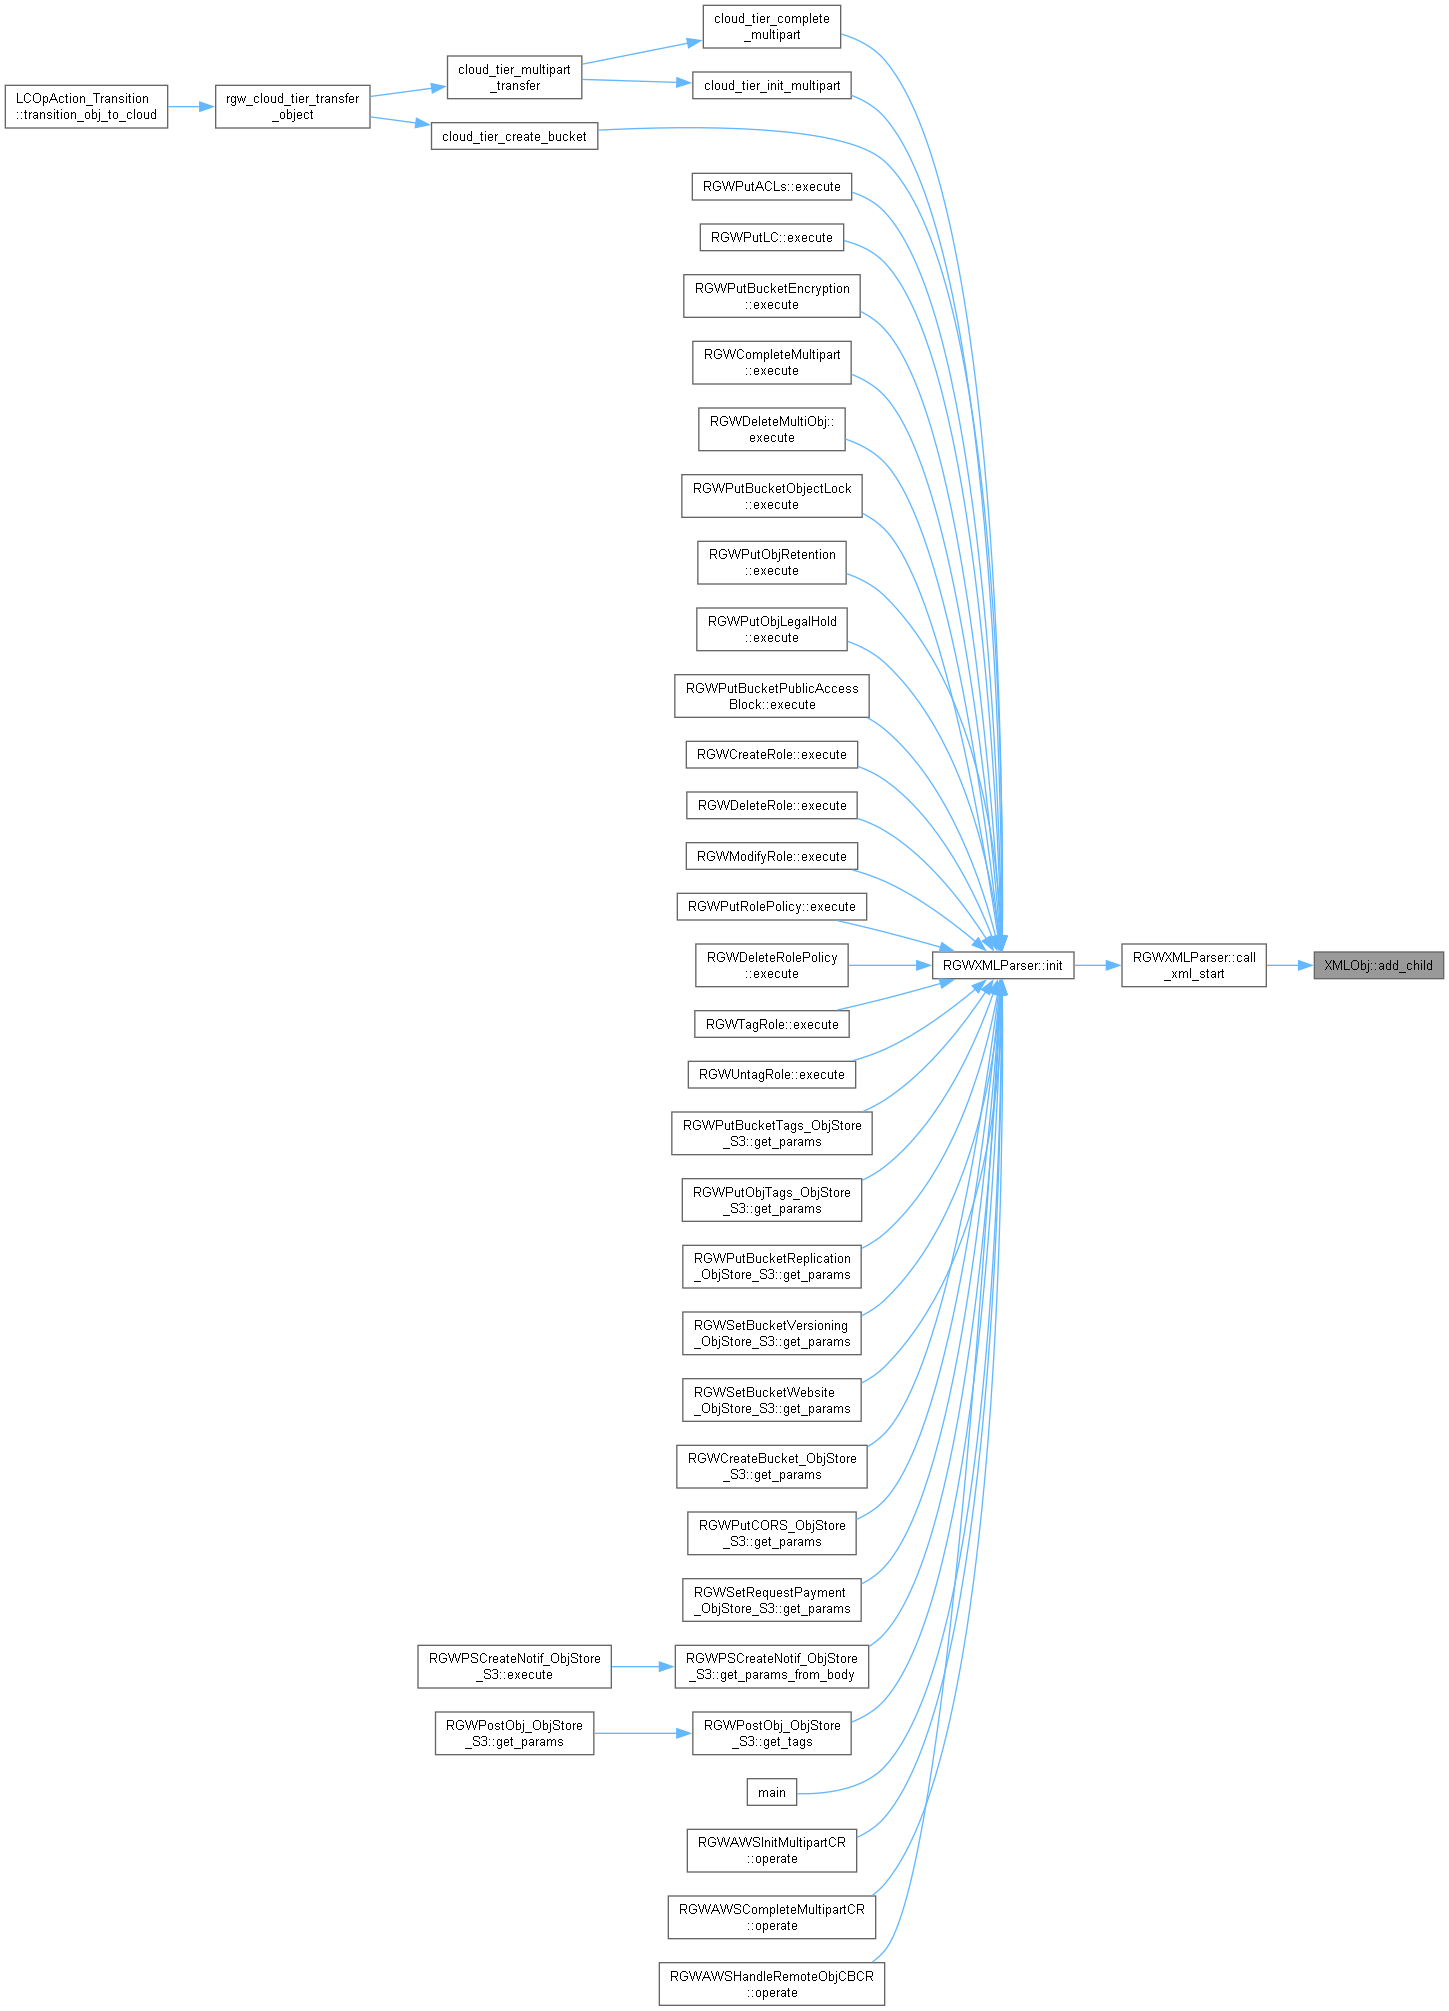 cloud_tier_complete
_multipart
cloud_tier_multipart
_transfer
cloud_tier_init_multipart
LCOpAction_Transition
::transition_obj_to_cloud
rgw_cloud_tier_transfer
_object
cloud_tier_create_bucket
RGWPutACLs::execute
RGWPutLC::execute
RGWPutBucketEncryption
::execute
RGWCompleteMultipart
::execute
RGWDeleteMultiObj::
execute
RGWPutBucketObjectLock
::execute
RGWPutObjRetention
::execute
RGWPutObjLegalHold
::execute
RGWPutBucketPublicAccess
Block::execute
RGWCreateRole::execute
RGWDeleteRole::execute
RGWModifyRole::execute
RGWPutRolePolicy::execute
RGWDeleteRolePolicy
::execute
RGWXMLParser::init
RGWXMLParser::call
_xml_start
XMLObj::add_child
RGWTagRole::execute
RGWUntagRole::execute
RGWPutBucketTags_ObjStore
_S3::get_params
RGWPutObjTags_ObjStore
_S3::get_params
RGWPutBucketReplication
_ObjStore_S3::get_params
RGWSetBucketVersioning
_ObjStore_S3::get_params
RGWSetBucketWebsite
_ObjStore_S3::get_params
RGWCreateBucket_ObjStore
_S3::get_params
RGWPutCORS_ObjStore
_S3::get_params
RGWSetRequestPayment
_ObjStore_S3::get_params
RGWPSCreateNotif_ObjStore
_S3::execute
RGWPSCreateNotif_ObjStore
_S3::get_params_from_body
RGWPostObj_ObjStore
_S3::get_params
RGWPostObj_ObjStore
_S3::get_tags
main
RGWAWSInitMultipartCR
::operate
RGWAWSCompleteMultipartCR
::operate
RGWAWSHandleRemoteObjCBCR
::operate